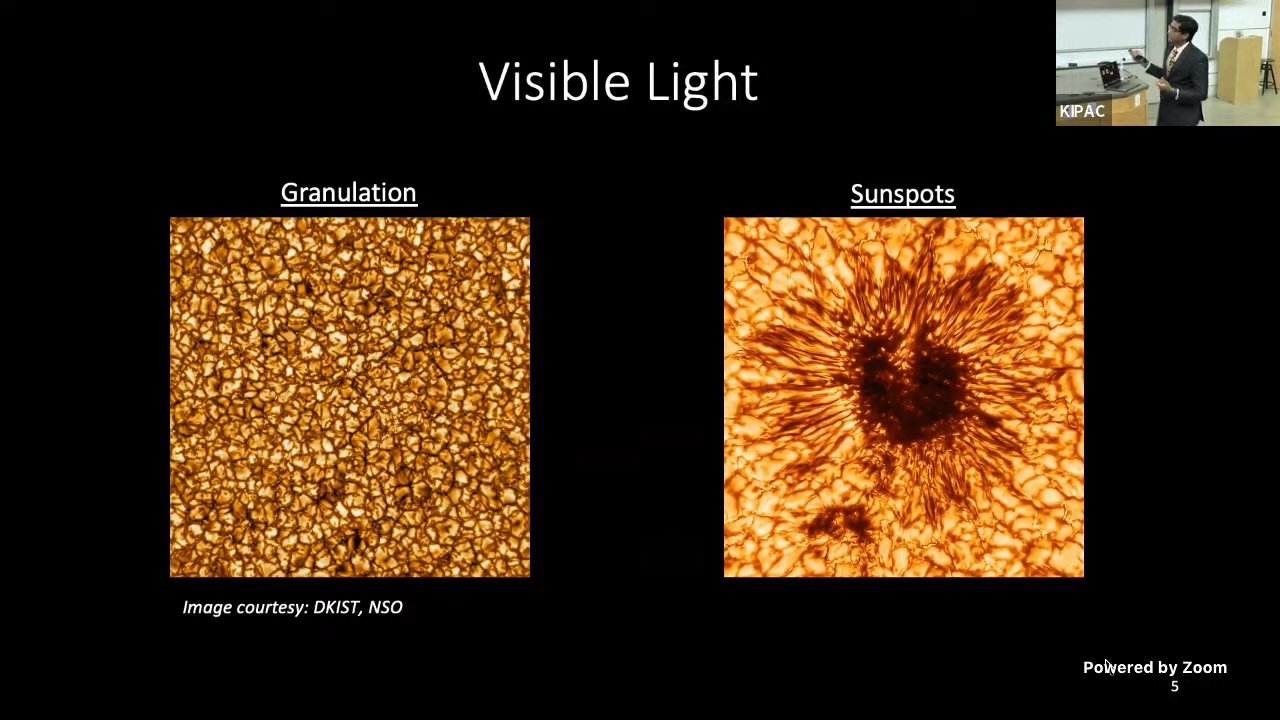 Visible Light
KIPAC
Granulation
Sunspots
Image courtesy: DKIST, NSO
Powered by Zoom
5